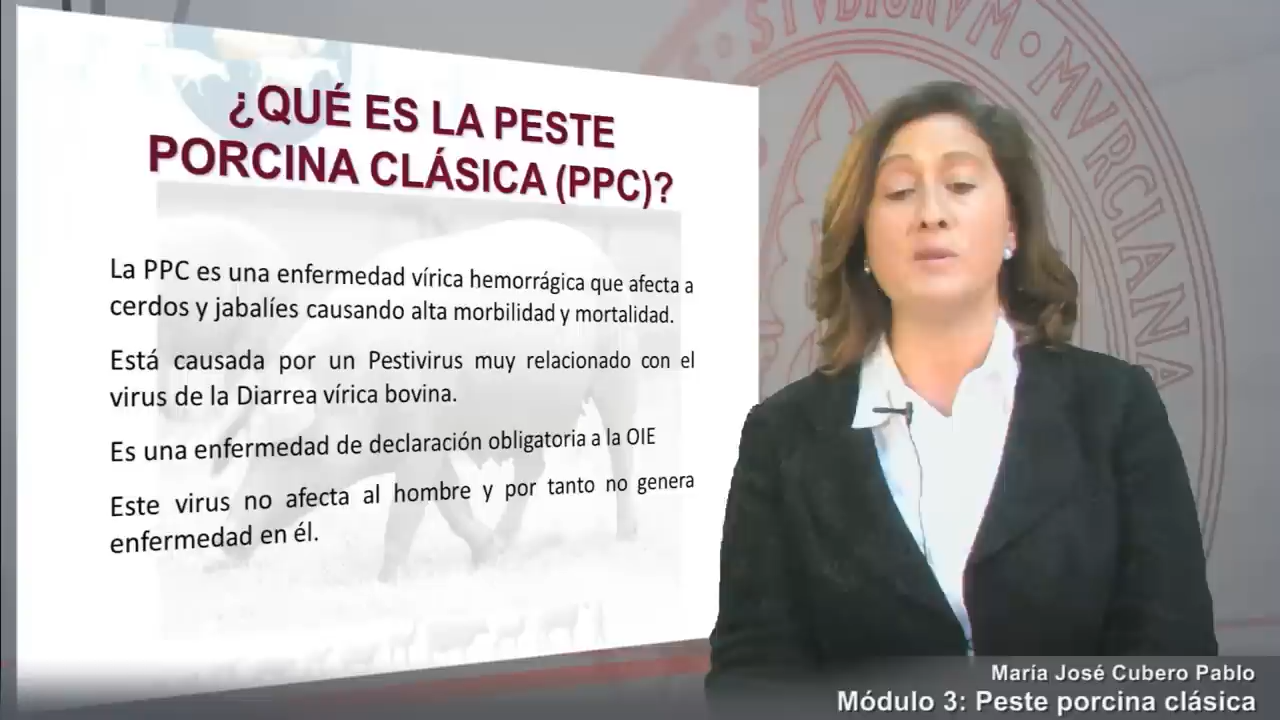 ¿QUÉ ES LA PESTE
PORCINA CLÁSICA (PPC)?
La PPC es una enfermedad vírica hemorrágica que afecta a
cerdos y jabalíes causando alta morbilidad y mortalidad.
Está causada por un Pestivirus muy relacionado con el
virus de la Diarrea vírica bovina.
Es una enfermedad de declaración obligatoria a la OIE
Este virus no afecta al hombre y por tanto no genera
enfermedad en él.
STVDIORVM · MVRCIANA
María José Cubero Pablo
Módulo 3: Peste porcina clásica